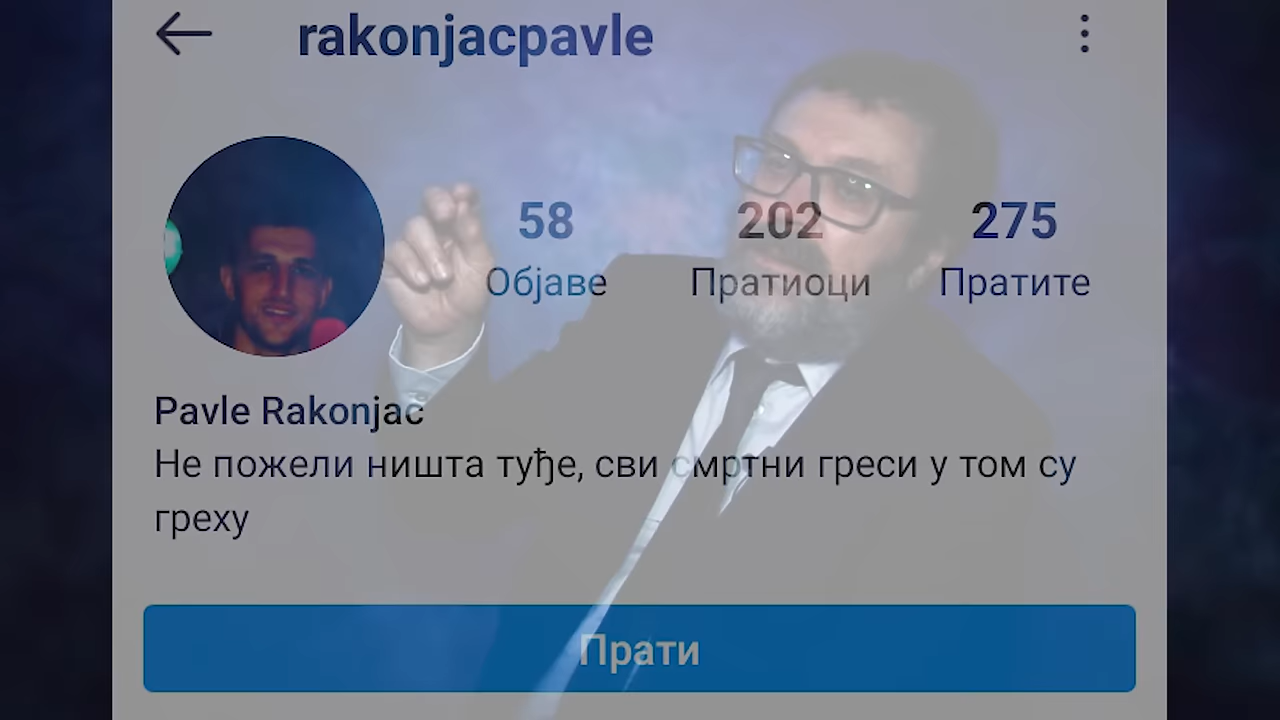 rakonjacpavle
58 202 275
Објаве Пратиоци Пратите
Pavle Rakonjac
Не пожели ништа туђе, сви смртни греси у том су
греху
Прати